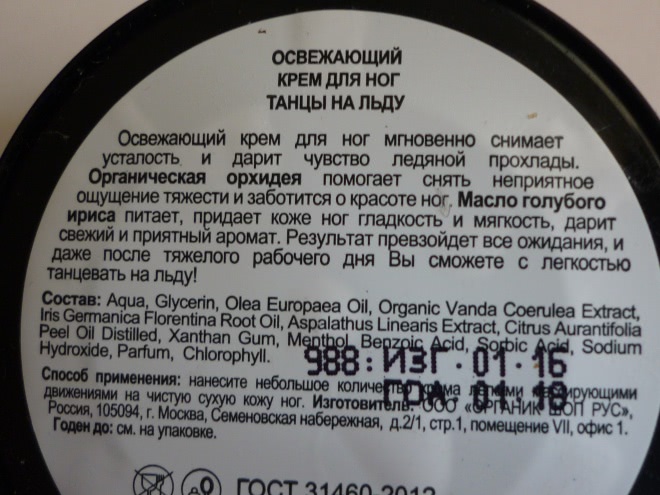 ОСВЕЖАЮЩИЙ
КРЕМ ДЛЯ НОГ
ТАНЦЫ НА ЛЬДУ
Освежающий крем для ног мгновенно снимает
усталость и дарит чувство ледяной прохлады.
Органическая орхидея помогает снять неприятное
ощущение тяжести и заботится о красоте ног. Масло голубого
ириса питает, придает коже ног гладкость и мягкость, дарит
свежий и приятный аромат. Результат превзойдет все ожидания, и
даже после тяжелого рабочего дня Вы сможете с легкостью
танцевать на льду!
Состав: Aqua, Glycerin, Olea Europaea Oil, Organic Vanda Coerulea Extract,
Iris Germanica Florentina Root Oil, Aspalathus Linearis Extract, Citrus Aurantifolia
Peel Oil Distilled, Xanthan Gum, Menthol, Benzoic Acid, Sorbic Acid, Sodium
Hydroxide, Parfum, Chlorophyll.
988: ИЗГ. 01.16
Способ применения: нанесите небольшое количество крема легкими массирующими
движениями на чистую сухую кожу ног. Изготовитель: ООО «ОРГАНИК ШОП РУС»,
Россия, 105094, г. Москва, Семеновская набережная, д.2/1, стр.1, помещение VII, офис 1.
Годен до: см. на упаковке.
ГОСТ 31460-2012